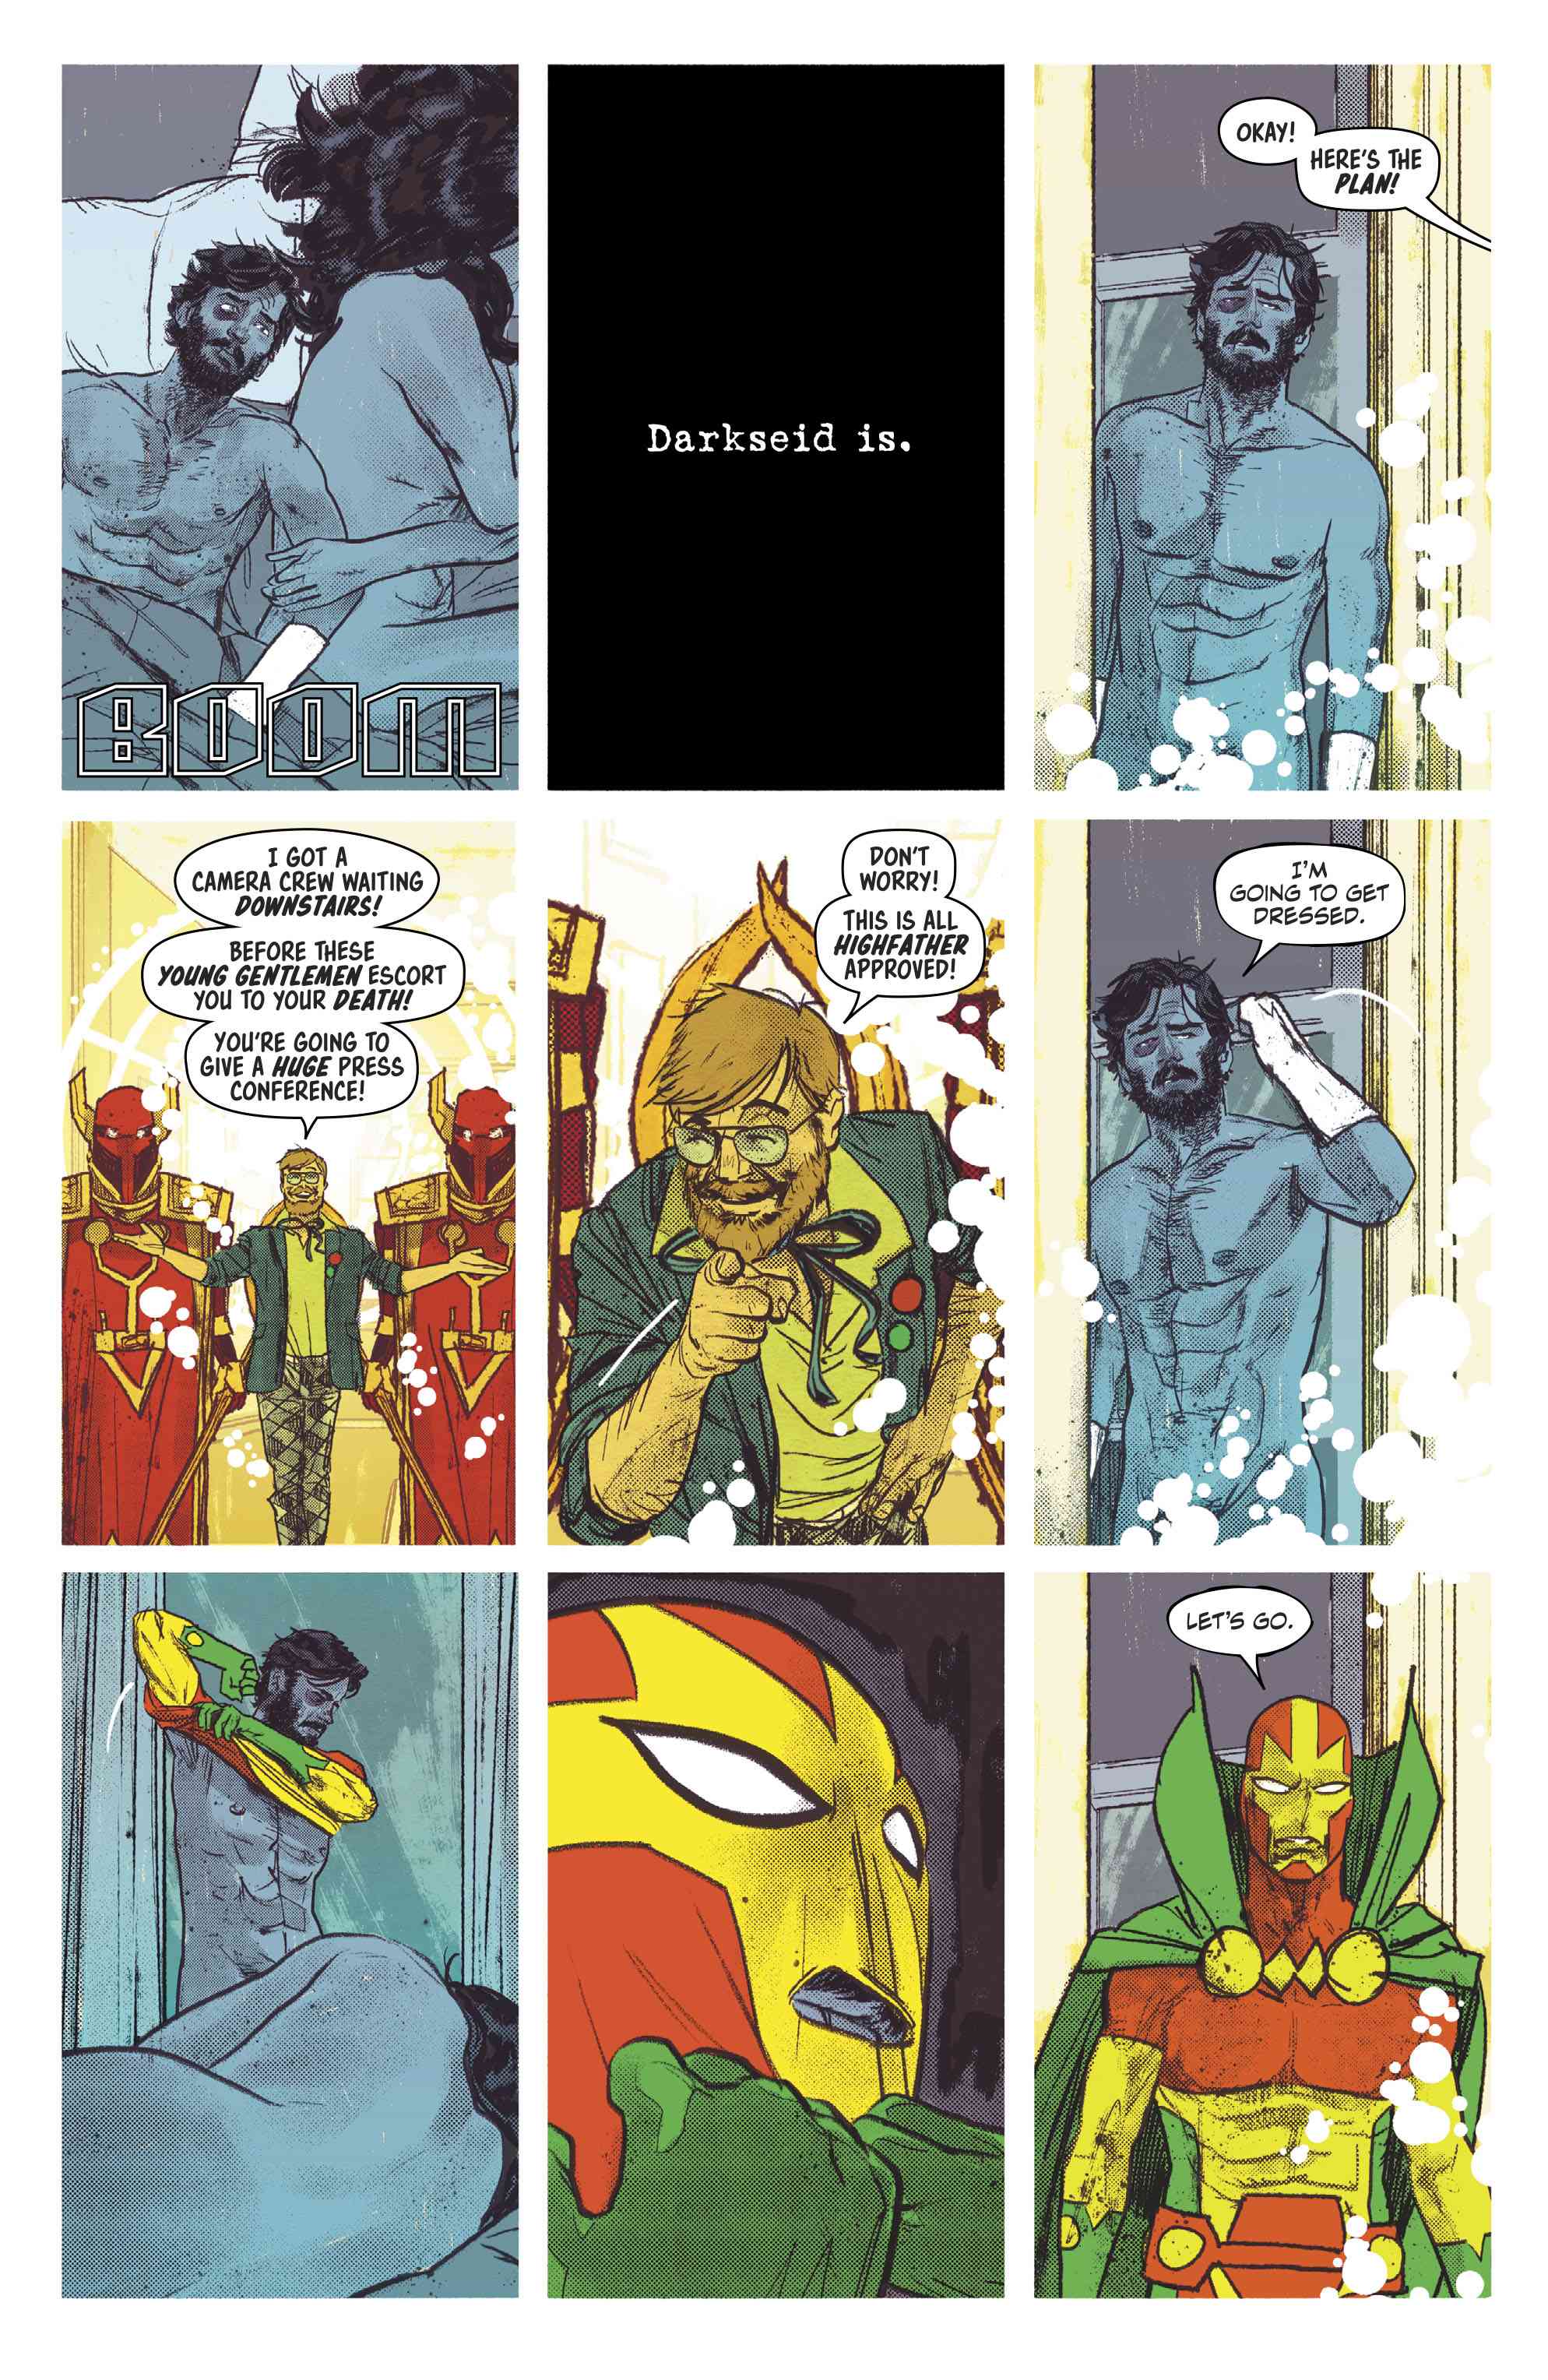 BOOM
Darkseid is.
OKAY!
HERE'S THE
PLAN!
I GOT A
CAMERA CREW WAITING
DOWNSTAIRS!
BEFORE THESE
YOUNG GENTLEMEN ESCORT
YOU TO YOUR DEATH!
YOU'RE GOING TO
GIVE A HUGE PRESS
CONFERENCE!
DON'T
WORRY!
THIS IS ALL
HIGHFATHER
APPROVED!
I'M
GOING TO GET
DRESSED.
LET'S GO.